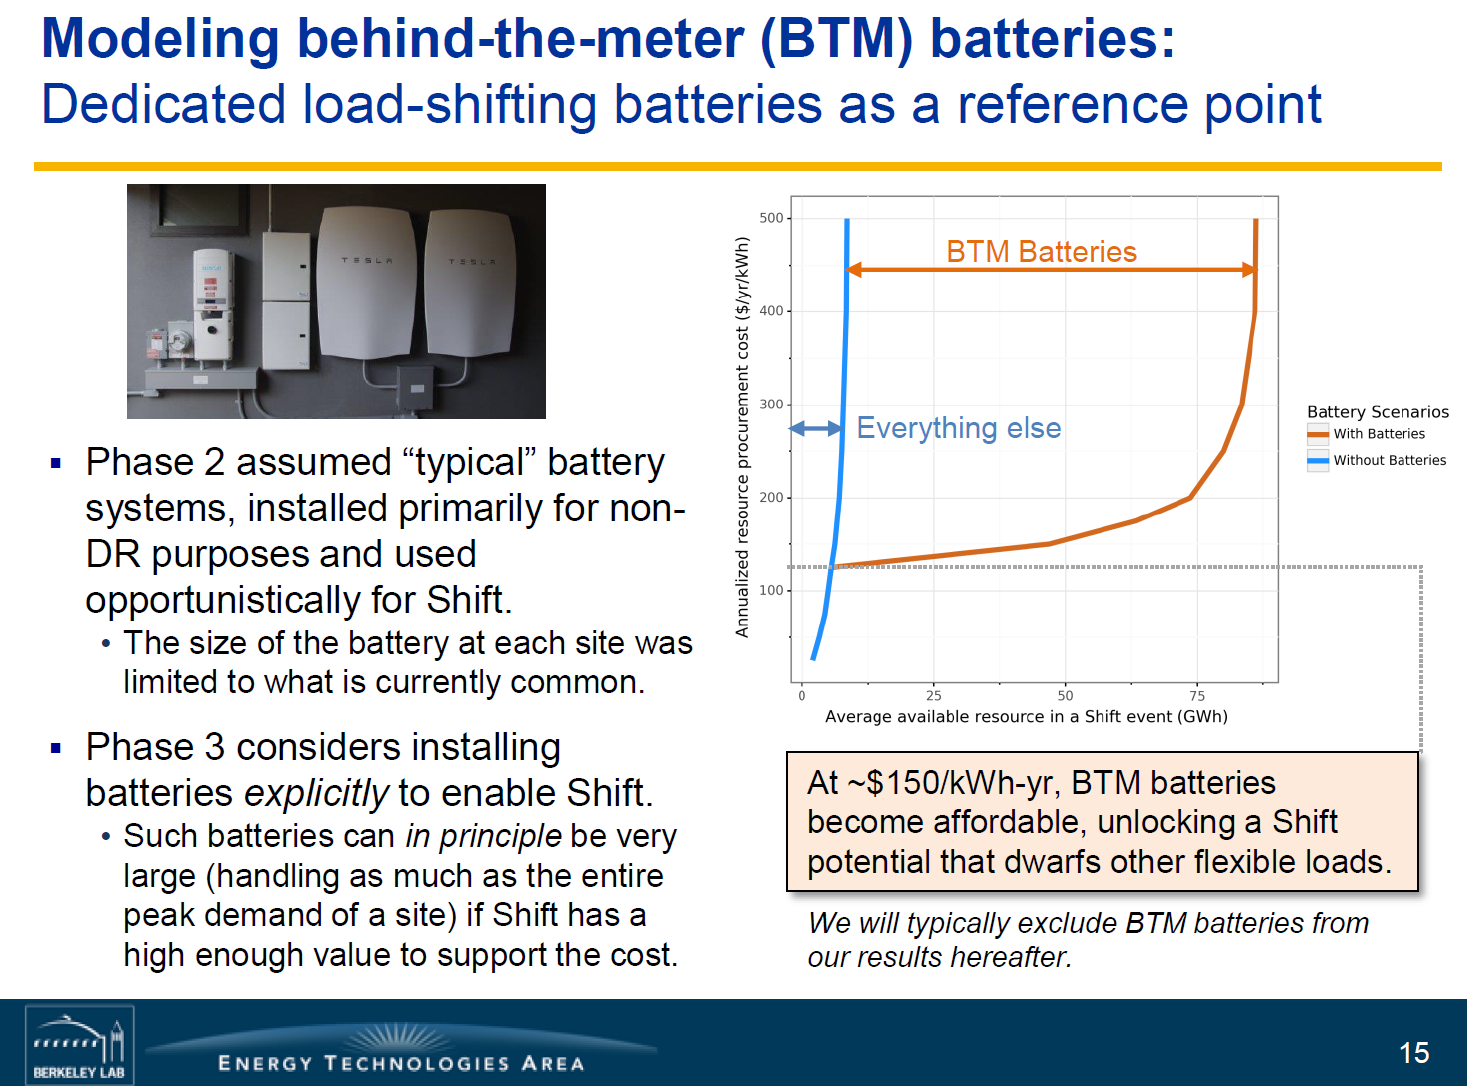 Modeling behind-the-meter (BTM) batteries:
Dedicated load-shifting batteries as a reference point
TESLA
TESLA
▪ Phase 2 assumed “typical” battery
systems, installed primarily for non-
DR purposes and used
opportunistically for Shift.
• The size of the battery at each site was
limited to what is currently common.
▪ Phase 3 considers installing
batteries explicitly to enable Shift.
• Such batteries can in principle be very
large (handling as much as the entire
peak demand of a site) if Shift has a
high enough value to support the cost.
Annualized resource procurement cost ($/yr/kWh)
500
400
300
200
100
BTM Batteries
Everything else
0
25
50
75
Average available resource in a Shift event (GWh)
Battery Scenarios
With Batteries
Without Batteries
At ~$150/kWh-yr, BTM batteries
become affordable, unlocking a Shift
potential that dwarfs other flexible loads.
We will typically exclude BTM batteries from
our results hereafter.
BERKELEY LAB
ENERGY TECHNOLOGIES AREA
15